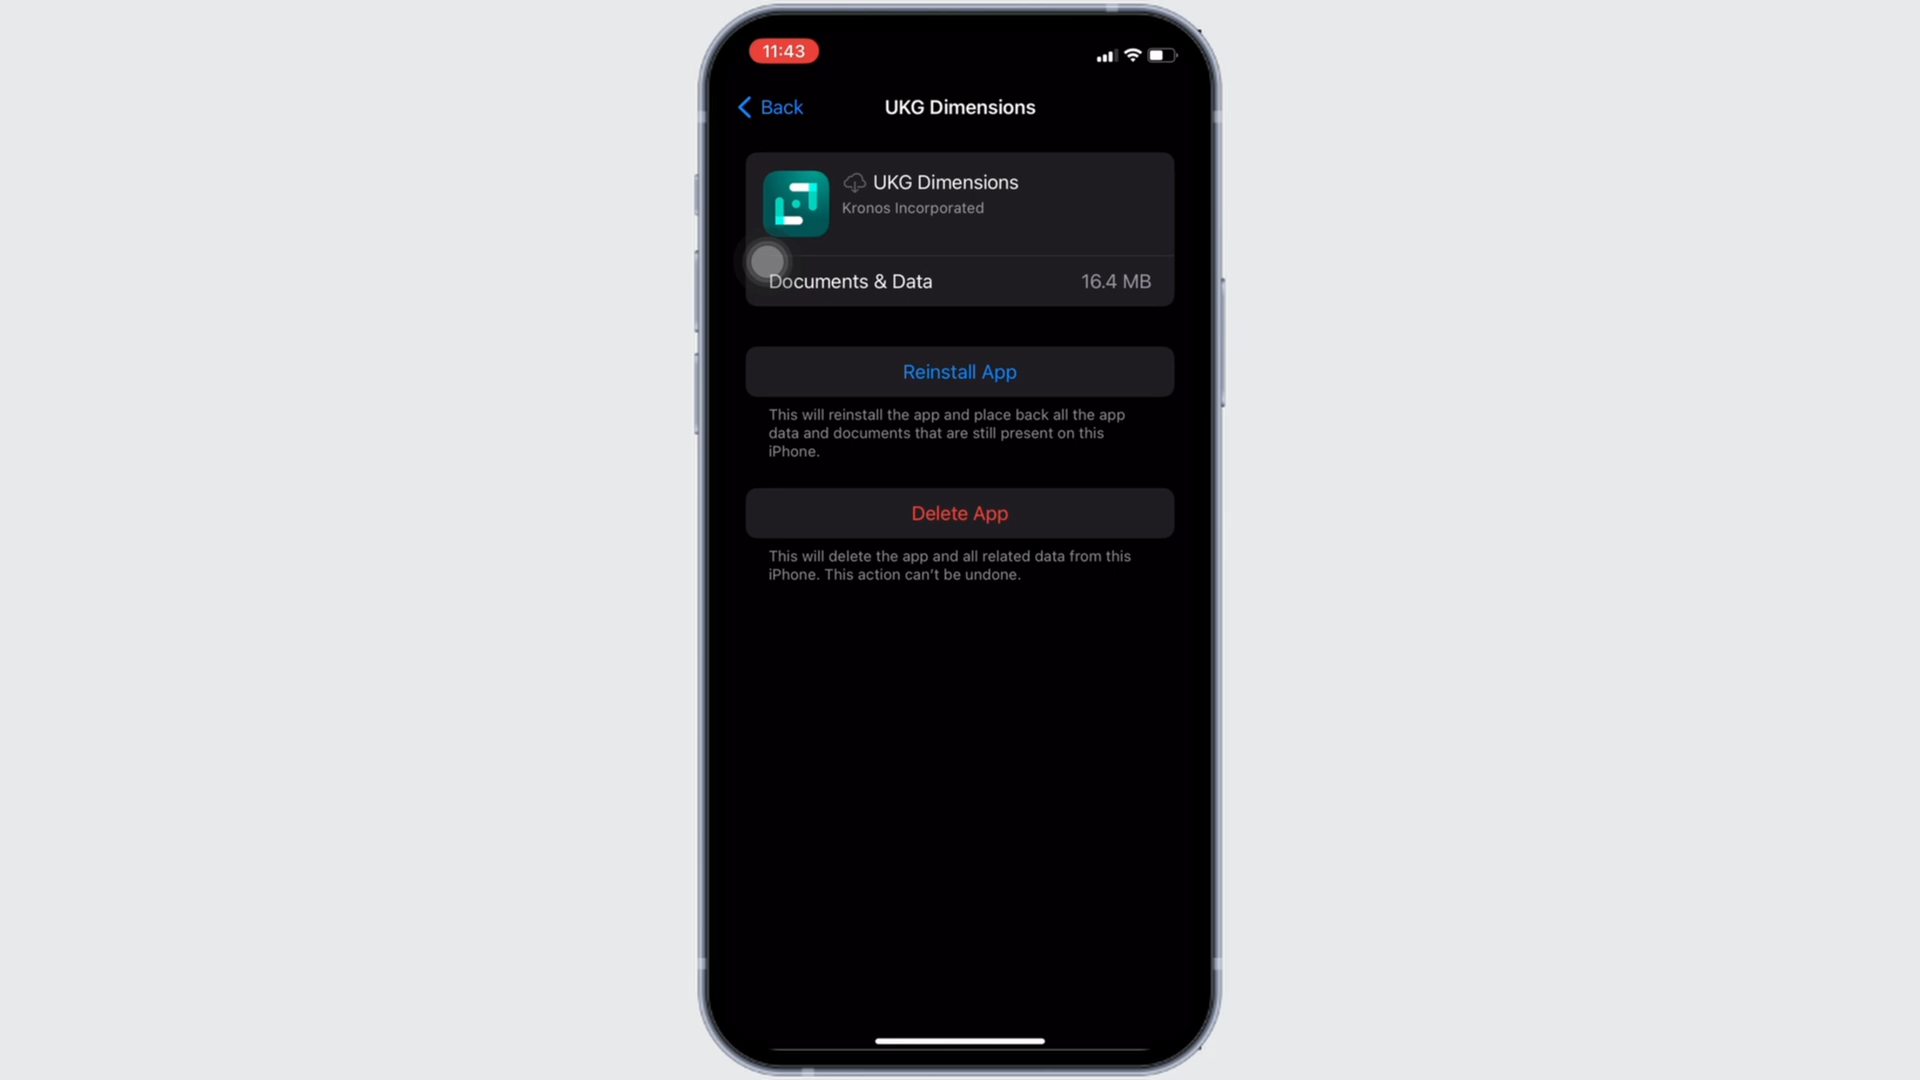 11:43
Back
UKG Dimensions
UKG Dimensions
Kronos Incorporated
Documents & Data 16.4 MB
Reinstall App
This will reinstall the app and place back all the app
data and documents that are still present on this
iPhone.
Delete App
This will delete the app and all related data from this
iPhone. This action can't be undone.